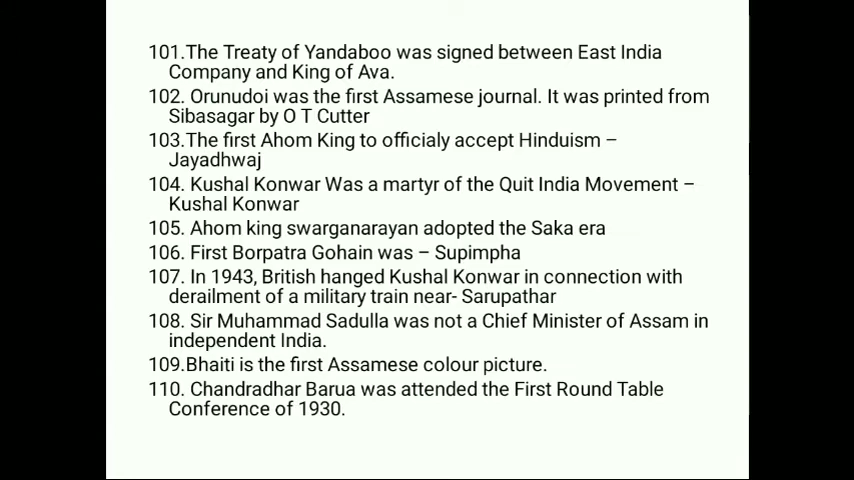 101.The Treaty of Yandaboo was signed between East India
Company and King of Ava.
102. Orunudoi was the first Assamese journal. It was printed from
Sibasagar by O T Cutter
103.The first Ahom King to officialy accept Hinduism –
Jayadhwaj
104. Kushal Konwar Was a martyr of the Quit India Movement –
Kushal Konwar
105. Ahom king swarganarayan adopted the Saka era
106. First Borpatra Gohain was – Supimpha
107. In 1943, British hanged Kushal Konwar in connection with
derailment of a military train near- Sarupathar
108. Sir Muhammad Sadulla was not a Chief Minister of Assam in
independent India.
109.Bhaiti is the first Assamese colour picture.
110. Chandradhar Barua was attended the First Round Table
Conference of 1930.